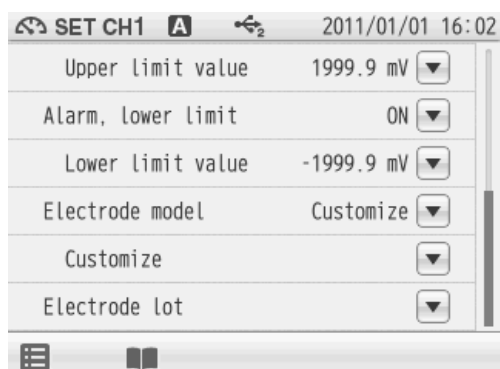 SET CH1 A 2 2011/01/01 16:02
Upper limit value 1999.9 mV
Alarm, lower limit ON
Lower limit value -1999.9 mV
Electrode model Customize
Customize
Electrode lot